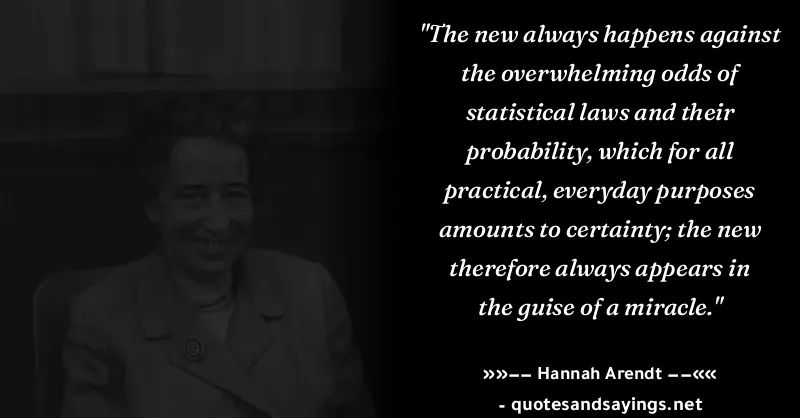 "The new always happens against
the overwhelming odds of
statistical laws and their
probability, which for all
practical, everyday purposes
amounts to certainty; the new
therefore always appears in
the guise of a miracle."
»»–– Hannah Arendt ––««
- quotesandsayings.net